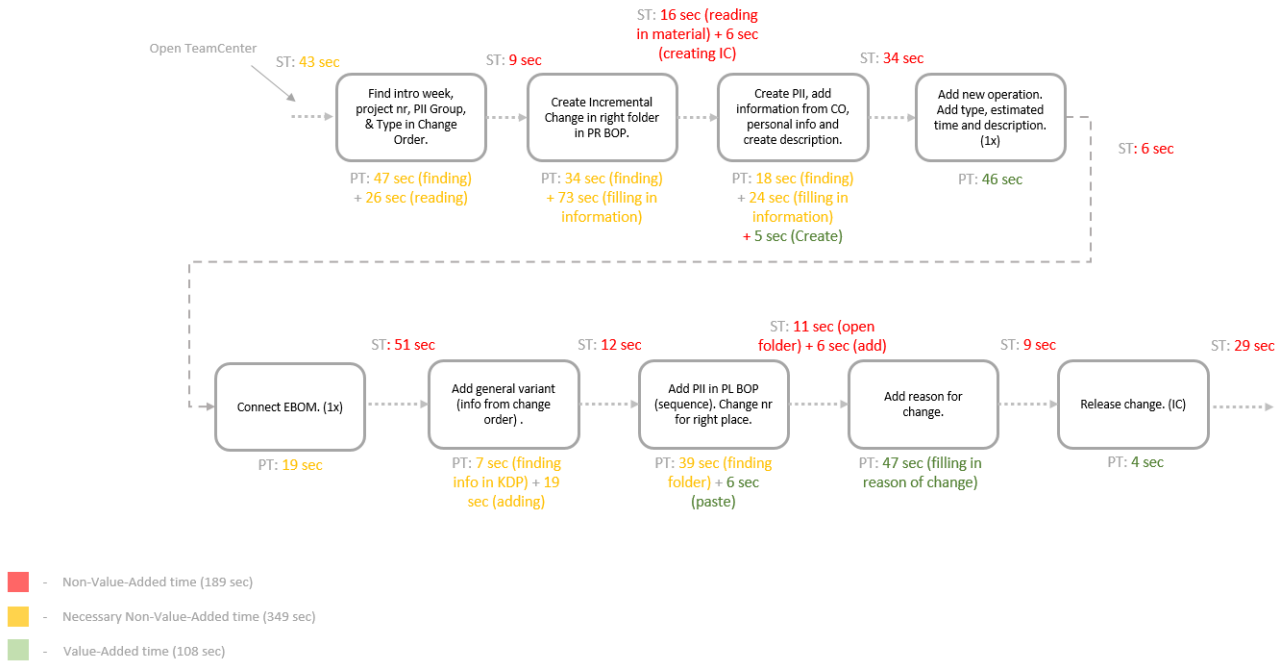 ST: 16 sec (reading
in material) + 6 sec
(creating IC)
Open TeamCenter
ST: 43 sec
ST: 9 sec
ST: 34 sec
Find intro week,
project nr, PII Group,
& Type in Change
Order.
Create Incremental
Change in right folder
in PR BOP.
Create PII, add
information from CO,
personal info and
create description.
Add new operation.
Add type, estimated
time and description.
(1x)
ST: 6 sec
PT: 47 sec (finding)
+ 26 sec (reading)
PT: 34 sec (finding)
+ 73 sec (filling in
information)
PT: 18 sec (finding)
+ 24 sec (filling in
information)
+ 5 sec (Create)
PT: 46 sec
ST: 51 sec
ST: 12 sec
ST: 11 sec (open
folder) + 6 sec (add)
ST: 9 sec
ST: 29 sec
Connect EBOM. (1x)
Add general variant
(info from change
order) .
Add PII in PL BOP
(sequence). Change nr
for right place.
Add reason for
change.
Release change. (IC)
PT: 19 sec
PT: 7 sec (finding
info in KDP) + 19
sec (adding)
PT: 39 sec (finding
folder) + 6 sec
(paste)
PT: 47 sec (filling in
reason of change)
PT: 4 sec
- Non-Value-Added time (189 sec)
- Necessary Non-Value-Added time (349 sec)
- Value-Added time (108 sec)